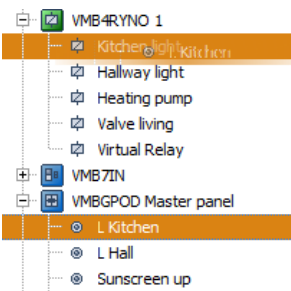 VMB4RYNO 1
Kitchen light
L Kitchen
Hallway light
Heating pump
Valve living
Virtual Relay
VMB7IN
VMBGPOD Master panel
L Kitchen
L Hall
Sunscreen up